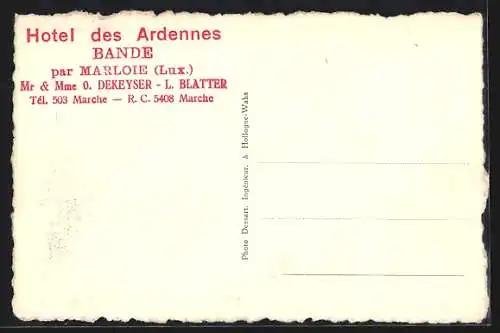 Hotel des Ardennes
BANDE
par MARLOIE (Lux.)
Mr & Mme O. DEKEYSER - L. BLATTER
Tél. 503 Marche — R. C. 5408 Marche
Photo Dessart. Ingénieur. à Hollogne-Waha